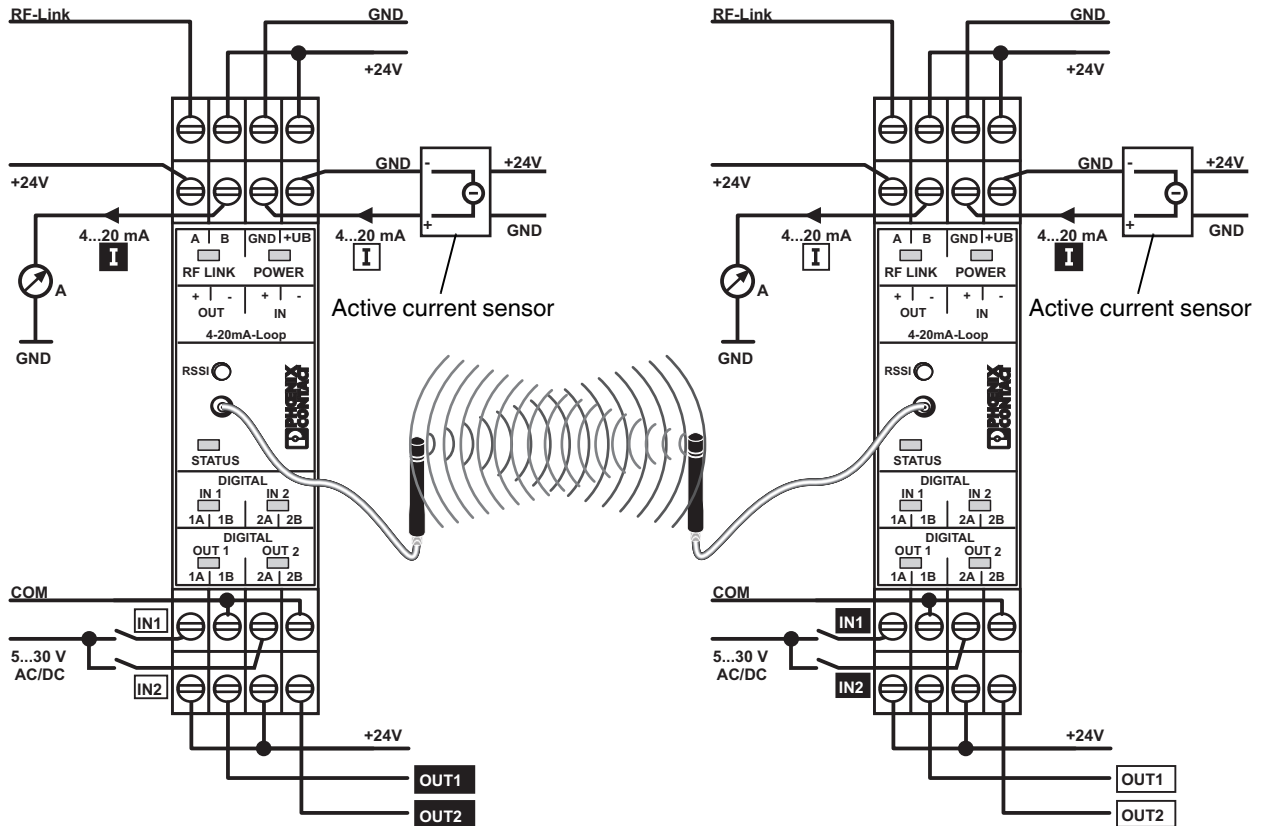 RF-Link
GND
+24V
GND
+24V
+24V
GND
4...20 mA
I
4...20 mA
I
A
GND
A B GND +UB
RF LINK POWER
+ - + -
OUT IN
4-20mA-Loop
Active current sensor
- 
+
RSSI
PHOENIX
CONTACT
STATUS
DIGITAL
IN 1 IN 2
1A 1B 2A 2B
DIGITAL
OUT 1 OUT 2
1A 1B 2A 2B
COM
IN1
5...30 V
AC/DC
IN2
+24V
OUT1
OUT2
RF-Link
GND
+24V
GND
+24V
+24V
GND
4...20 mA
I
4...20 mA
I
A
GND
A B GND +UB
RF LINK POWER
+ - + -
OUT IN
4-20mA-Loop
Active current sensor
-
+
RSSI
PHOENIX
CONTACT
STATUS
DIGITAL
IN 1 IN 2
1A 1B 2A 2B
DIGITAL
OUT 1 OUT 2
1A 1B 2A 2B
COM
IN1
5...30 V
AC/DC
IN2
+24V
OUT1
OUT2